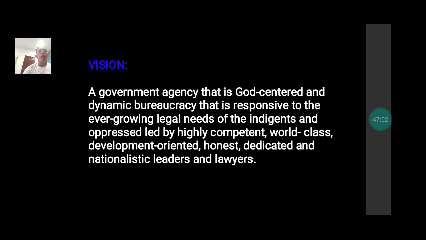 VISION:
A government agency that is God-centered and
dynamic bureaucracy that is responsive to the
ever-growing legal needs of the indigents and
oppressed led by highly competent, world- class,
development-oriented, honest, dedicated and
nationalistic leaders and lawyers.